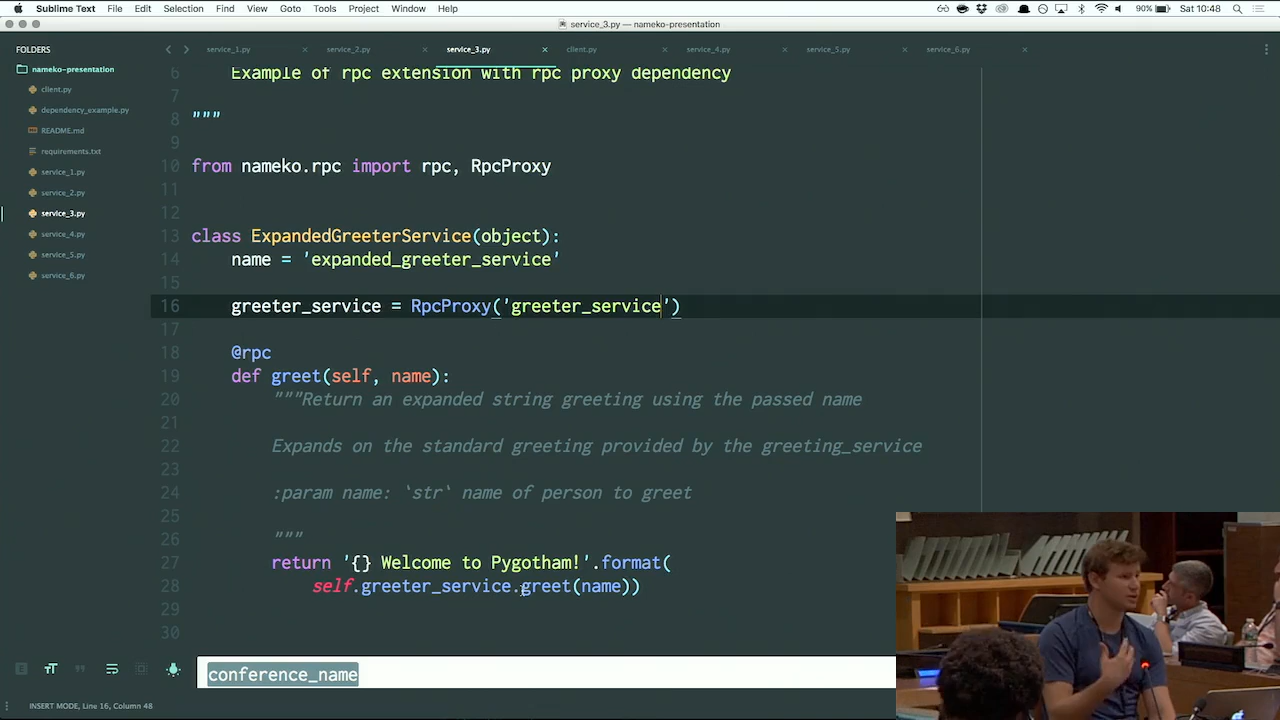 Sublime Text File Edit Selection Find View Goto Tools Project Window Help 90% Sat 10:48
service_3.py — nameko-presentation
FOLDERS
nameko-presentation
client.py
dependency_example.py
README.md
requirements.txt
service_1.py
service_2.py
service_3.py
service_4.py
service_5.py
service_6.py
service_1.py service_2.py service_3.py client.py service_4.py service_5.py service_6.py
6 Example of rpc extension with rpc proxy dependency
7
8 """
9
10 from nameko.rpc import rpc, RpcProxy
11
12
13 class ExpandedGreeterService(object):
14 name = 'expanded_greeter_service'
15
16 greeter_service = RpcProxy('greeter_service')
17
18 @rpc
19 def greet(self, name):
20 """Return an expanded string greeting using the passed name
21
22 Expands on the standard greeting provided by the greeting_service
23
24 :param name: `str` name of person to greet
25
26 """
27 return '{} Welcome to Pygotham!'.format(
28 self.greeter_service.greet(name))
29
30
conference_name
INSERT MODE, Line 16, Column 48